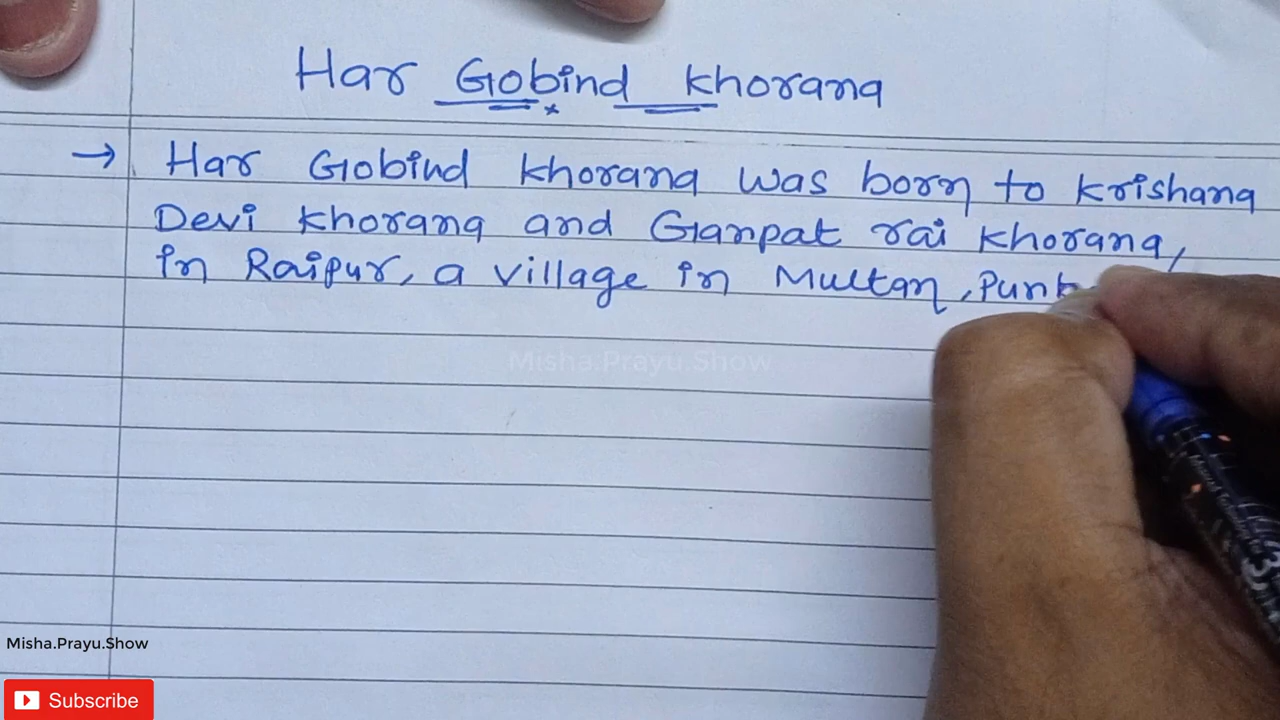 Har Gobind Khorana
→ Har Gobind Khorana was born to Krishana
Devi Khorana and Ganpat rai Khorana,
in Raipur, a village in Multan, Punk
Misha.Prayu.Show
Misha.Prayu.Show
Subscribe